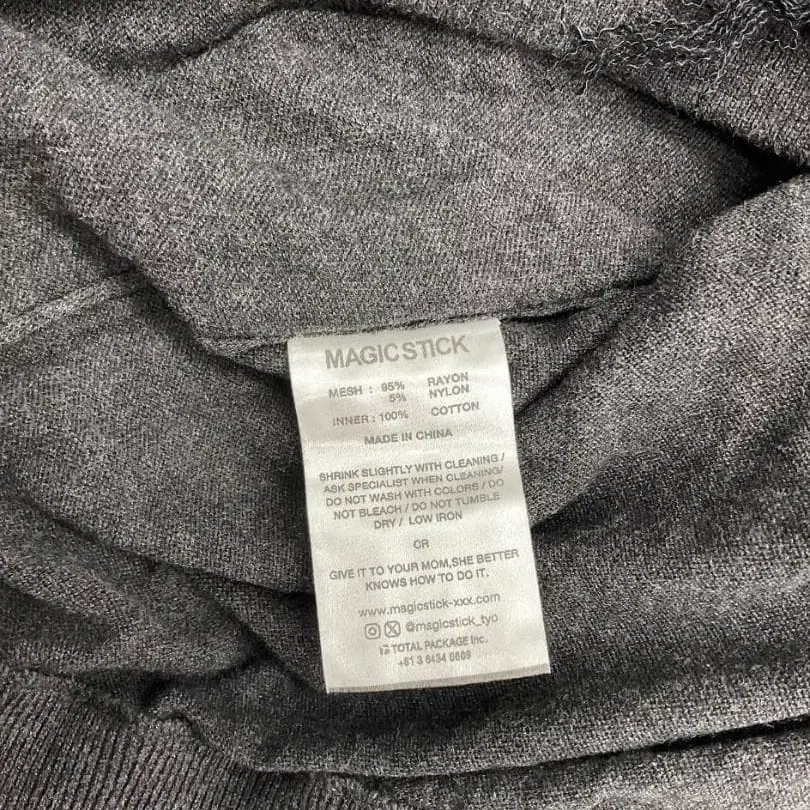 MAGIC STICK
MESH : 95% RAYON
5% NYLON
INNER : 100% COTTON
MADE IN CHINA
SHRINK SLIGHTLY WITH CLEANING /
ASK SPECIALIST WHEN CLEANING/
DO NOT WASH WITH COLORS / DO
NOT BLEACH / DO NOT TUMBLE
DRY / LOW IRON
OR
GIVE IT TO YOUR MOM,SHE BETTER
KNOWS HOW TO DO IT.
www.magicstick-xxx.com
@magicstick_tyo
TOTAL PACKAGE Inc.